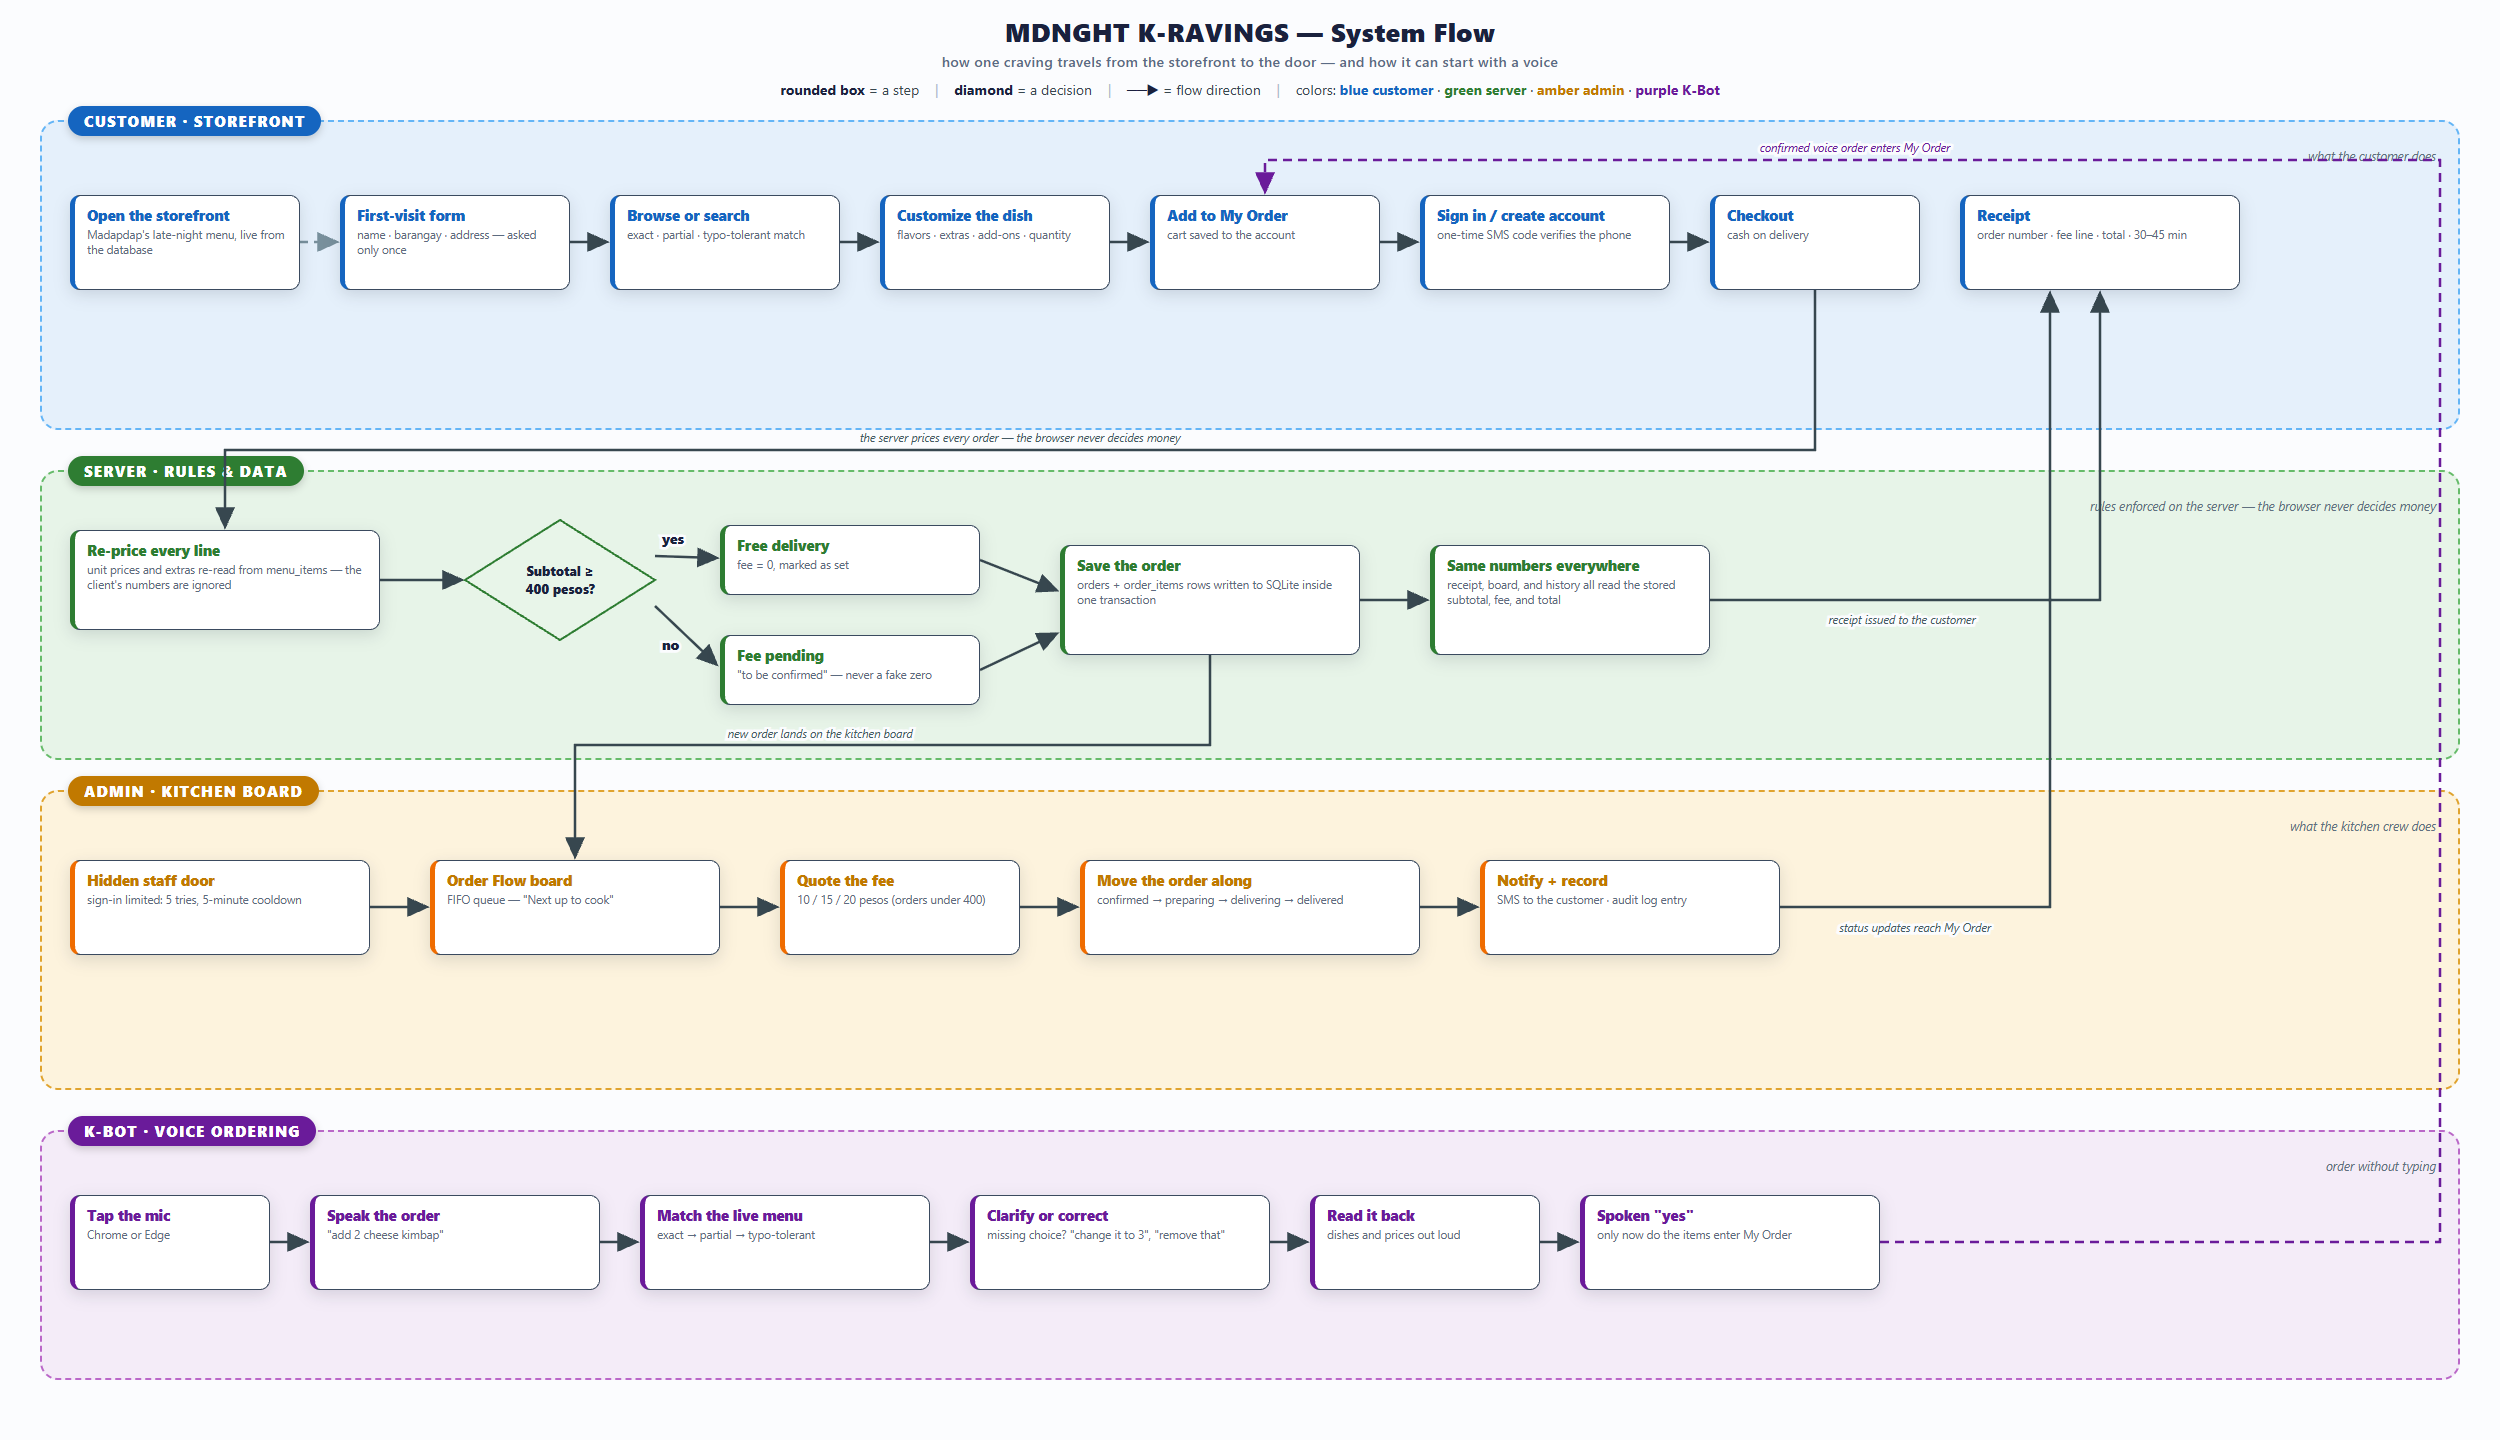 MDNGHT K-RAVINGS — System Flow
how one craving travels from the storefront to the door — and how it can start with a voice
rounded box = a step | diamond = a decision | = flow direction | colors: blue customer · green server · amber admin · purple K-Bot
CUSTOMER · STOREFRONT
confirmed voice order enters My Order
what the customer does
Open the storefront
Madapdap's late-night menu, live from
the database
First-visit form
name · barangay · address — asked
only once
Browse or search
exact · partial · typo-tolerant match
Customize the dish
flavors · extras · add-ons · quantity
Add to My Order
cart saved to the account
Sign in / create account
one-time SMS code verifies the phone
Checkout
cash on delivery
Receipt
order number · fee line · total · 30–45 min
the server prices every order — the browser never decides money
SERVER · RULES & DATA
rules enforced on the server — the browser never decides money
Re-price every line
unit prices and extras re-read from menu_items — the
client's numbers are ignored
Subtotal ≥
400 pesos?
yes
no
Free delivery
fee = 0, marked as set
Fee pending
"to be confirmed" — never a fake zero
Save the order
orders + order_items rows written to SQLite inside
one transaction
Same numbers everywhere
receipt, board, and history all read the stored
subtotal, fee, and total
receipt issued to the customer
new order lands on the kitchen board
ADMIN · KITCHEN BOARD
what the kitchen crew does
Hidden staff door
sign-in limited: 5 tries, 5-minute cooldown
Order Flow board
FIFO queue — "Next up to cook"
Quote the fee
10 / 15 / 20 pesos (orders under 400)
Move the order along
confirmed → preparing → delivering → delivered
Notify + record
SMS to the customer · audit log entry
status updates reach My Order
K-BOT · VOICE ORDERING
order without typing
Tap the mic
Chrome or Edge
Speak the order
"add 2 cheese kimbap"
Match the live menu
exact → partial → typo-tolerant
Clarify or correct
missing choice? "change it to 3", "remove that"
Read it back
dishes and prices out loud
Spoken "yes"
only now do the items enter My Order